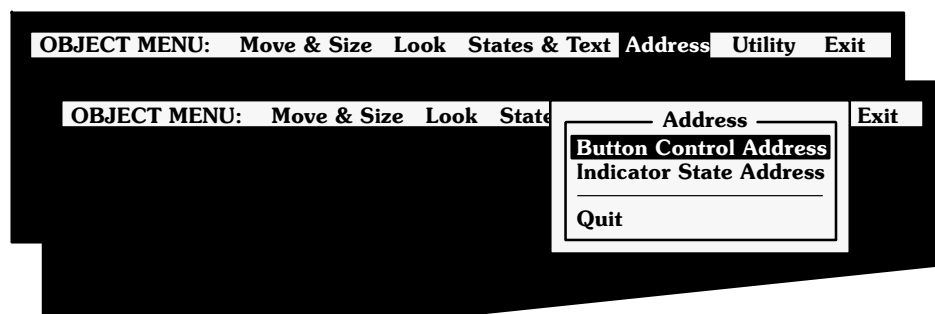 OBJECT MENU: Move & Size Look States & Text Address Utility Exit
OBJECT MENU: Move & Size Look State Exit
Address
Button Control Address
Indicator State Address
Quit